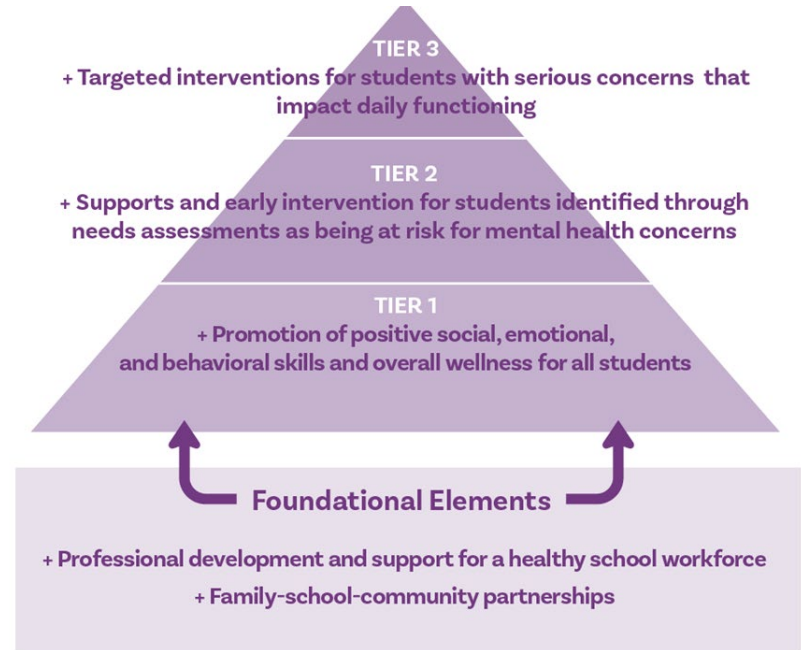 TIER 3
+ Targeted interventions for students with serious concerns that
impact daily functioning
TIER 2
+ Supports and early intervention for students identified through
needs assessments as being at risk for mental health concerns
TIER 1
+ Promotion of positive social, emotional,
and behavioral skills and overall wellness for all students
Foundational Elements
+ Professional development and support for a healthy school workforce
+ Family-school-community partnerships